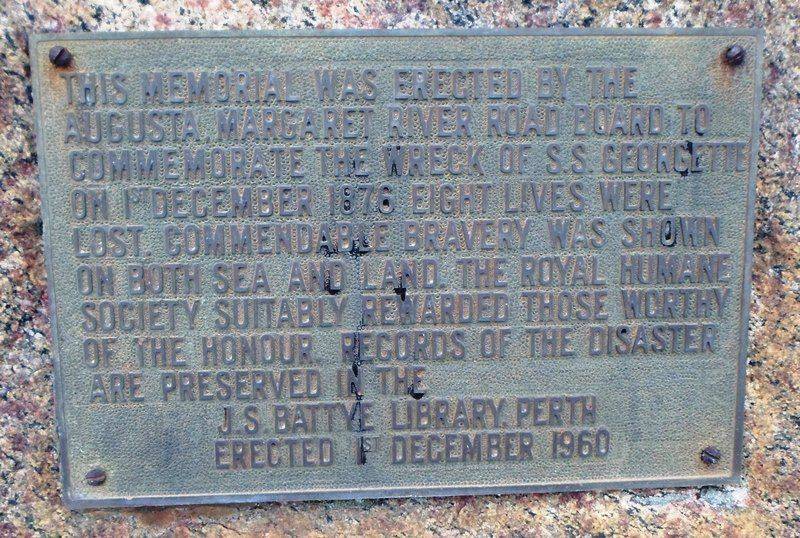 THIS MEMORIAL WAS ERECTED BY THE
AUGUSTA, MARGARET RIVER ROAD BOARD TO
COMMEMORATE THE WRECK OF S.S. GEORGETTE
ON 1ST DECEMBER 1876. EIGHT LIVES WERE
LOST. COMMENDABLE BRAVERY WAS SHOWN
ON BOTH SEA AND LAND. THE ROYAL HUMANE
SOCIETY SUITABLY REWARDED THOSE WORTHY
OF THE HONOUR. RECORDS OF THE DISASTER
ARE PRESERVED IN THE
J.S. BATTYE LIBRARY, PERTH
ERECTED 1ST DECEMBER 1960